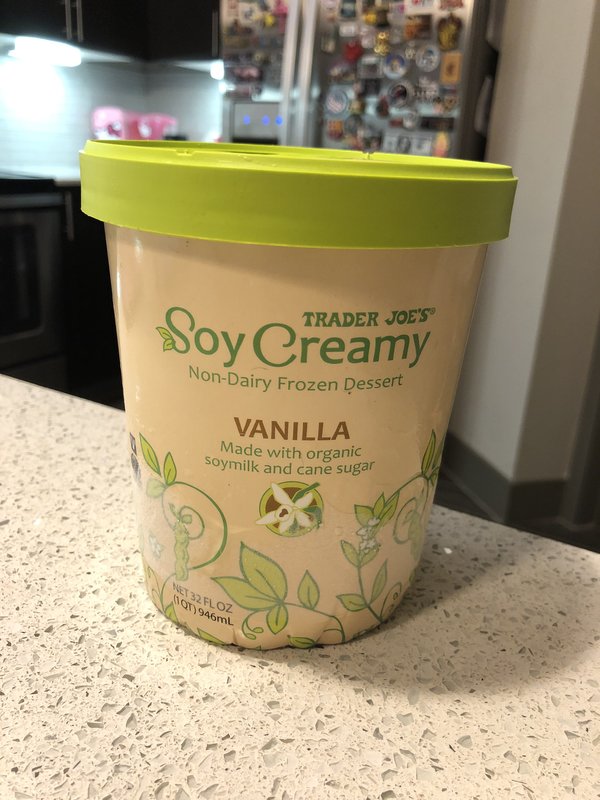 TRADER JOE'S®
Soy Creamy
Non-Dairy Frozen Dessert
VANILLA
Made with organic
soymilk and cane sugar
NET 32 FL OZ
(1 QT) 946mL